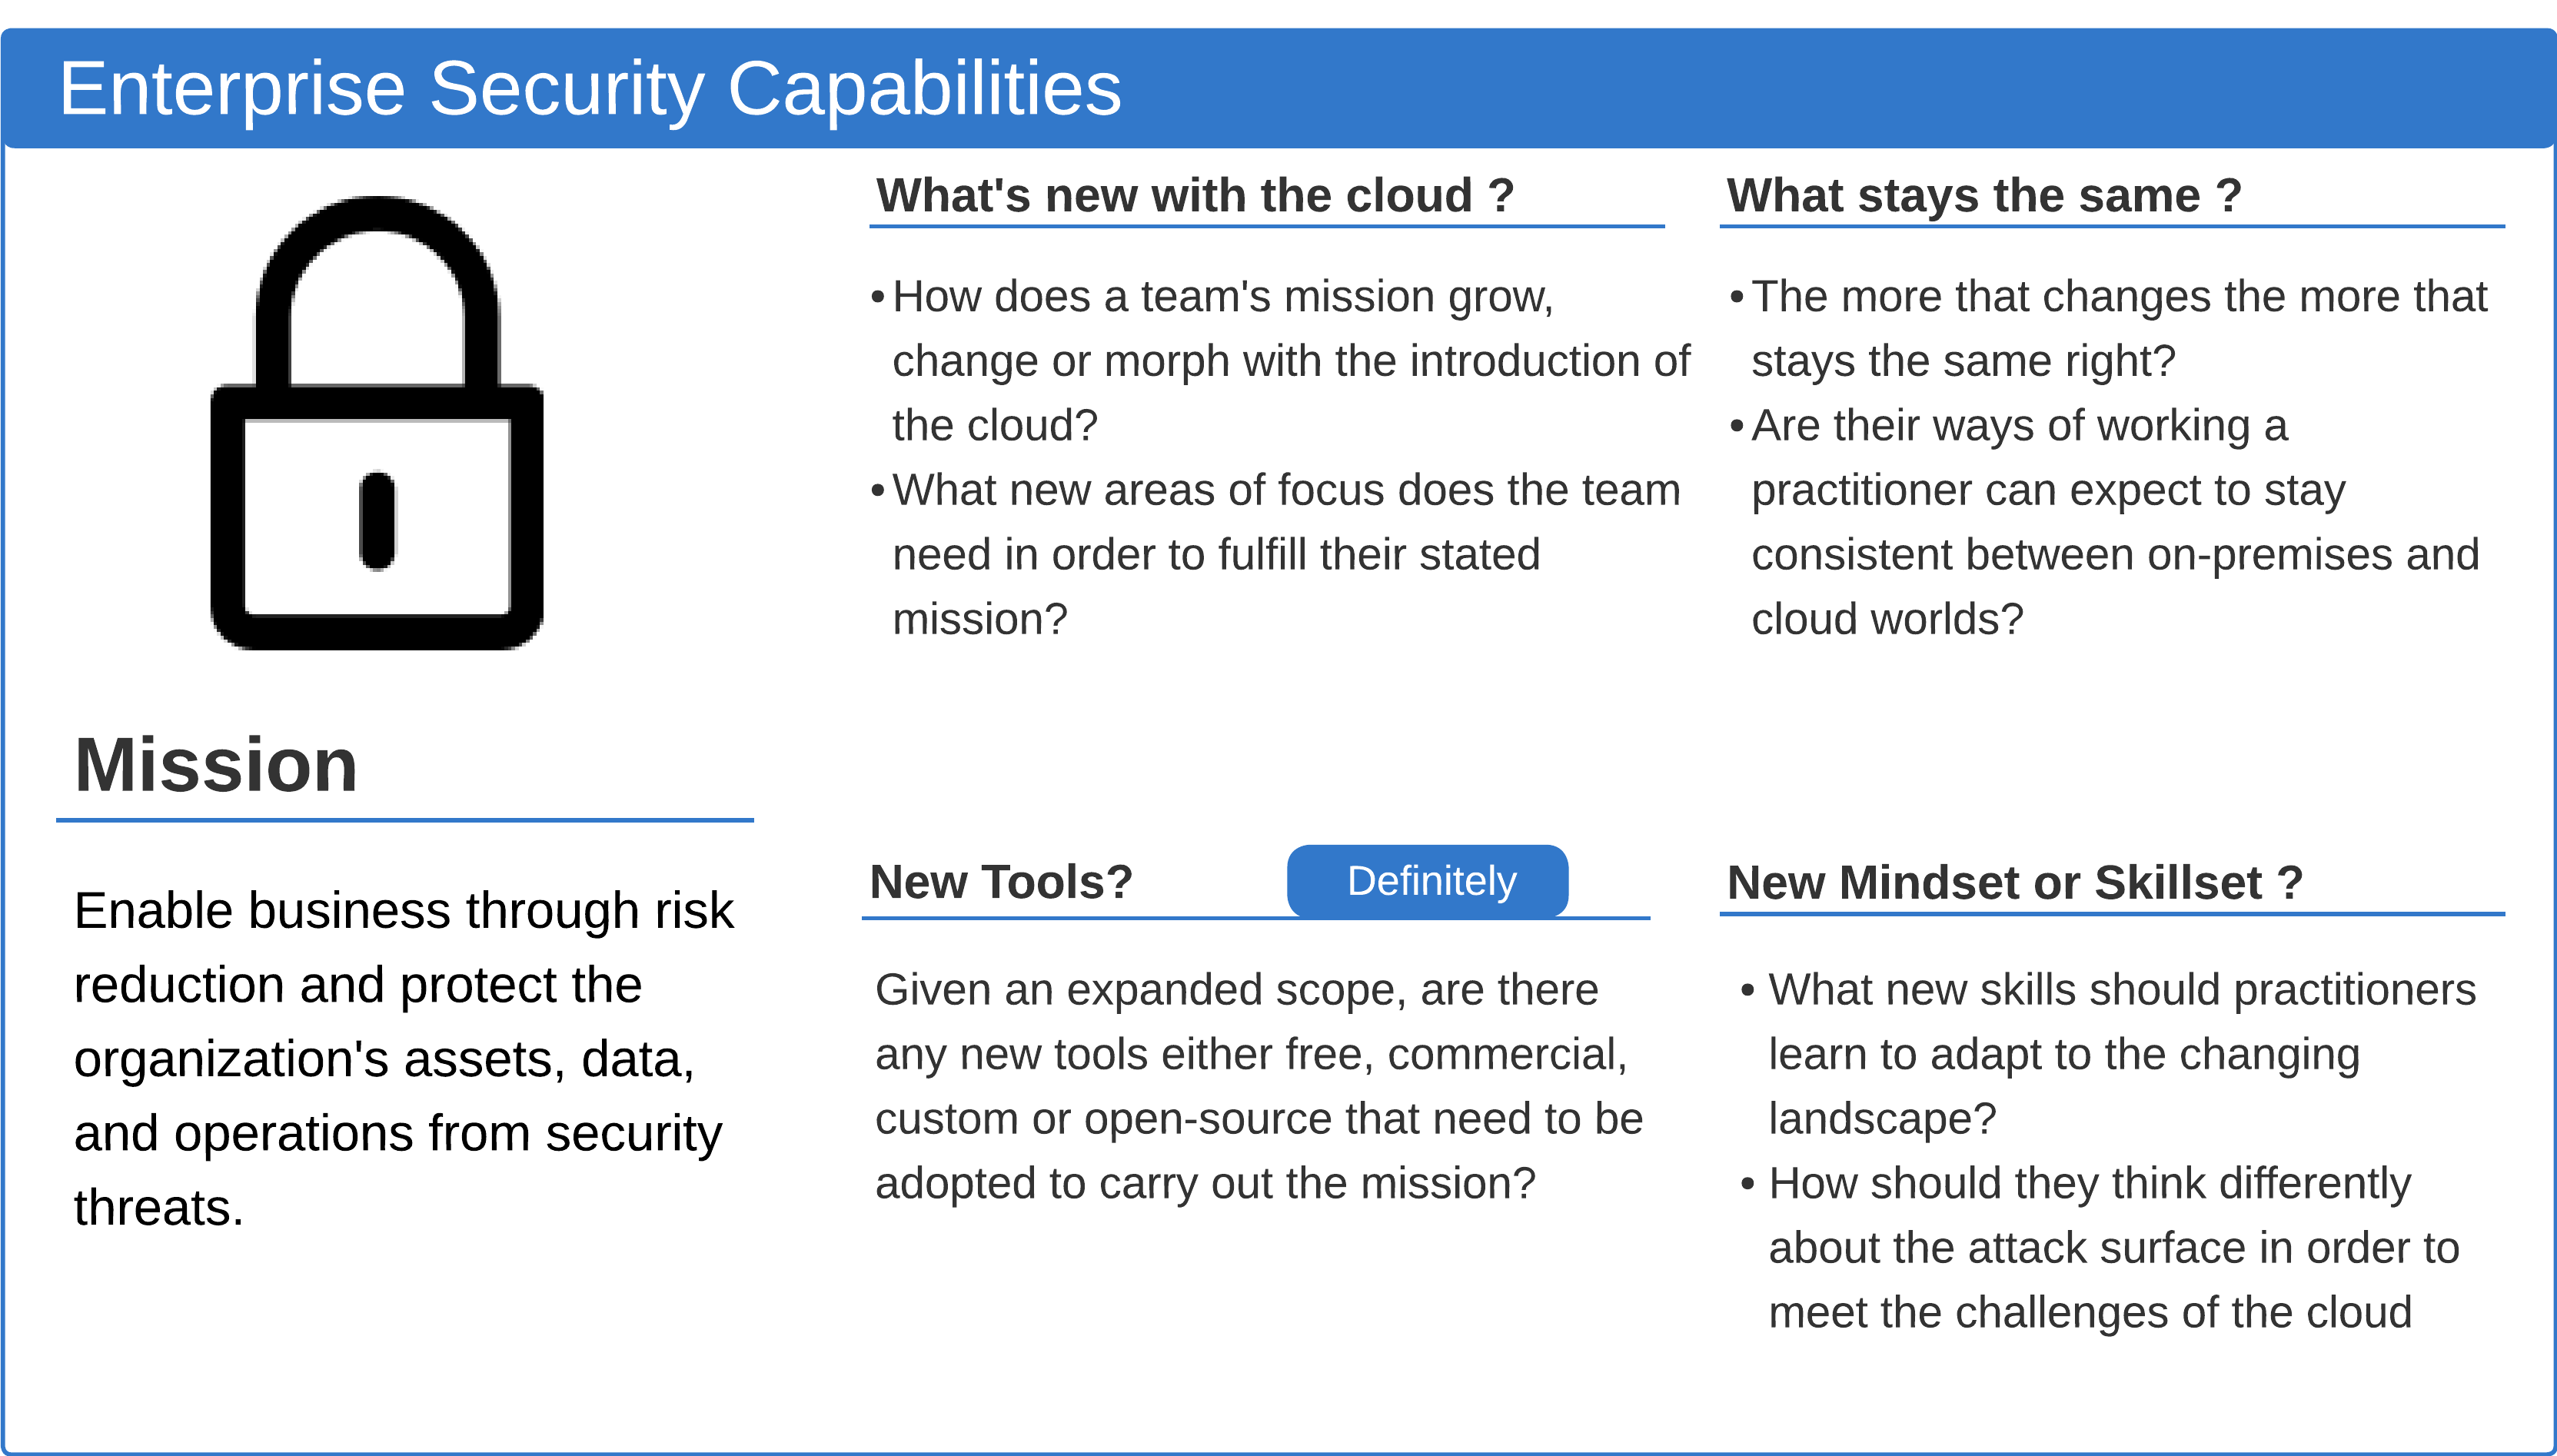 Enterprise Security Capabilities
Mission
Enable business through risk
reduction and protect the
organization's assets, data,
and operations from security
threats.
What's new with the cloud ?
•How does a team's mission grow,
change or morph with the introduction of
the cloud?
•What new areas of focus does the team
need in order to fulfill their stated
mission?
What stays the same ?
•The more that changes the more that
stays the same right?
•Are their ways of working a
practitioner can expect to stay
consistent between on-premises and
cloud worlds?
New Tools?
Definitely
Given an expanded scope, are there
any new tools either free, commercial,
custom or open-source that need to be
adopted to carry out the mission?
New Mindset or Skillset ?
• What new skills should practitioners
learn to adapt to the changing
landscape?
• How should they think differently
about the attack surface in order to
meet the challenges of the cloud